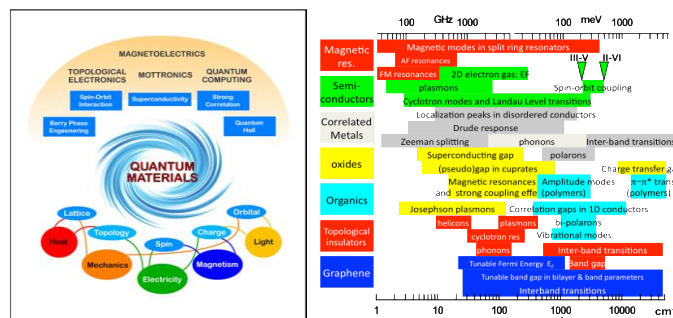 MAGNETOELECTRICS
TOPOLOGICAL ELECTRONICS
MOTTRONICS
QUANTUM COMPUTING
Spin-Orbit Interaction
Superconductivity
Strong Correlation
Berry Phase Engeenering
Quantum Hall
QUANTUM MATERIALS
Lattice
Orbital
Topology
Charge
Spin
Heat
Light
Mechanics
Magnetism
Electricity
100 GHz 1000 100 meV 1000
Magnetic res.
Magnetic modes in split ring resonators
AF resonances
III-V II-VI
FM resonances
2D electron gas; EF
Semi-conductors
plasmons
Spin-orbit coupling
Cyclotron modes and Landau Level transitions
Correlated Metals
Localization peaks in disordered conductors
Drude response
Zeeman splitting
phonons
Inter-band transitions
oxides
Superconducting gap
polarons
(pseudo)gap in cuprates
Charge transfer ga
Organics
Magnetic resonances and strong coupling effe
Amplitude modes (polymers)
π–π* trans (polymers)
Josephson plasmons
Correlation gaps in 1D conductors
Topological insulators
helicons
plasmons
bi-polarons
cyclotron res
Vibrational modes
phonons
Inter-band transitions
Graphene
Tunable Fermi Energy
Band gap
Tunable band gap in bilayer & band parameters
Interband transitions
1 10 100 1000 10000 cm